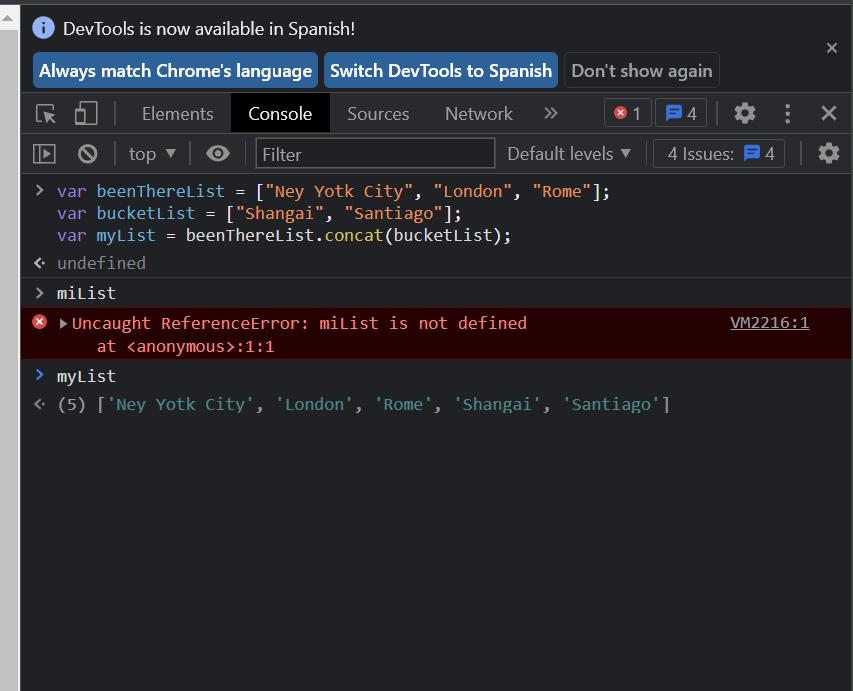 DevTools is now available in Spanish!
Always match Chrome's language Switch DevTools to Spanish Don't show again
Elements Console Sources Network 1 4
top Filter Default levels 4 Issues: 4
var beenThereList = ["Ney Yotk City", "London", "Rome"];
var bucketList = ["Shangai", "Santiago"];
var myList = beenThereList.concat(bucketList);
undefined
miList
Uncaught ReferenceError: miList is not defined VM2216:1
at <anonymous>:1:1
myList
(5) ['Ney Yotk City', 'London', 'Rome', 'Shangai', 'Santiago']